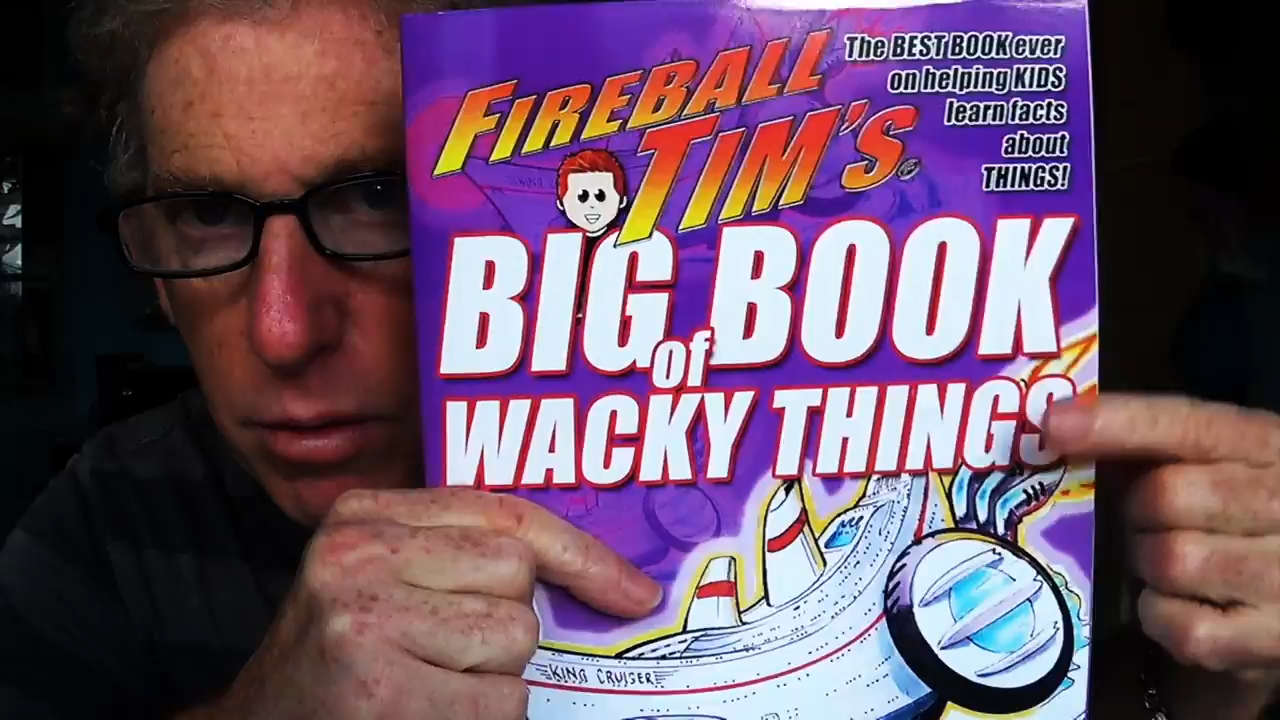 FIREBALL
TIM'S
The BEST BOOK ever
on helping KIDS
learn facts
about
THINGS!
BIG BOOK
of
WACKY THINGS
KING CRUISER